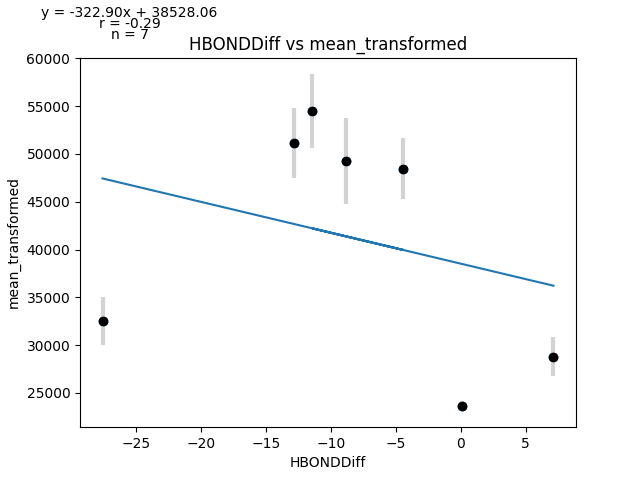 y = -322.90x + 38528.06
r = -0.29
n = 7
HBONDDiff vs mean_transformed
60000
55000
50000
45000
40000
35000
30000
25000
mean_transformed
−25 −20 −15 −10 −5 0 5
HBONDDiff